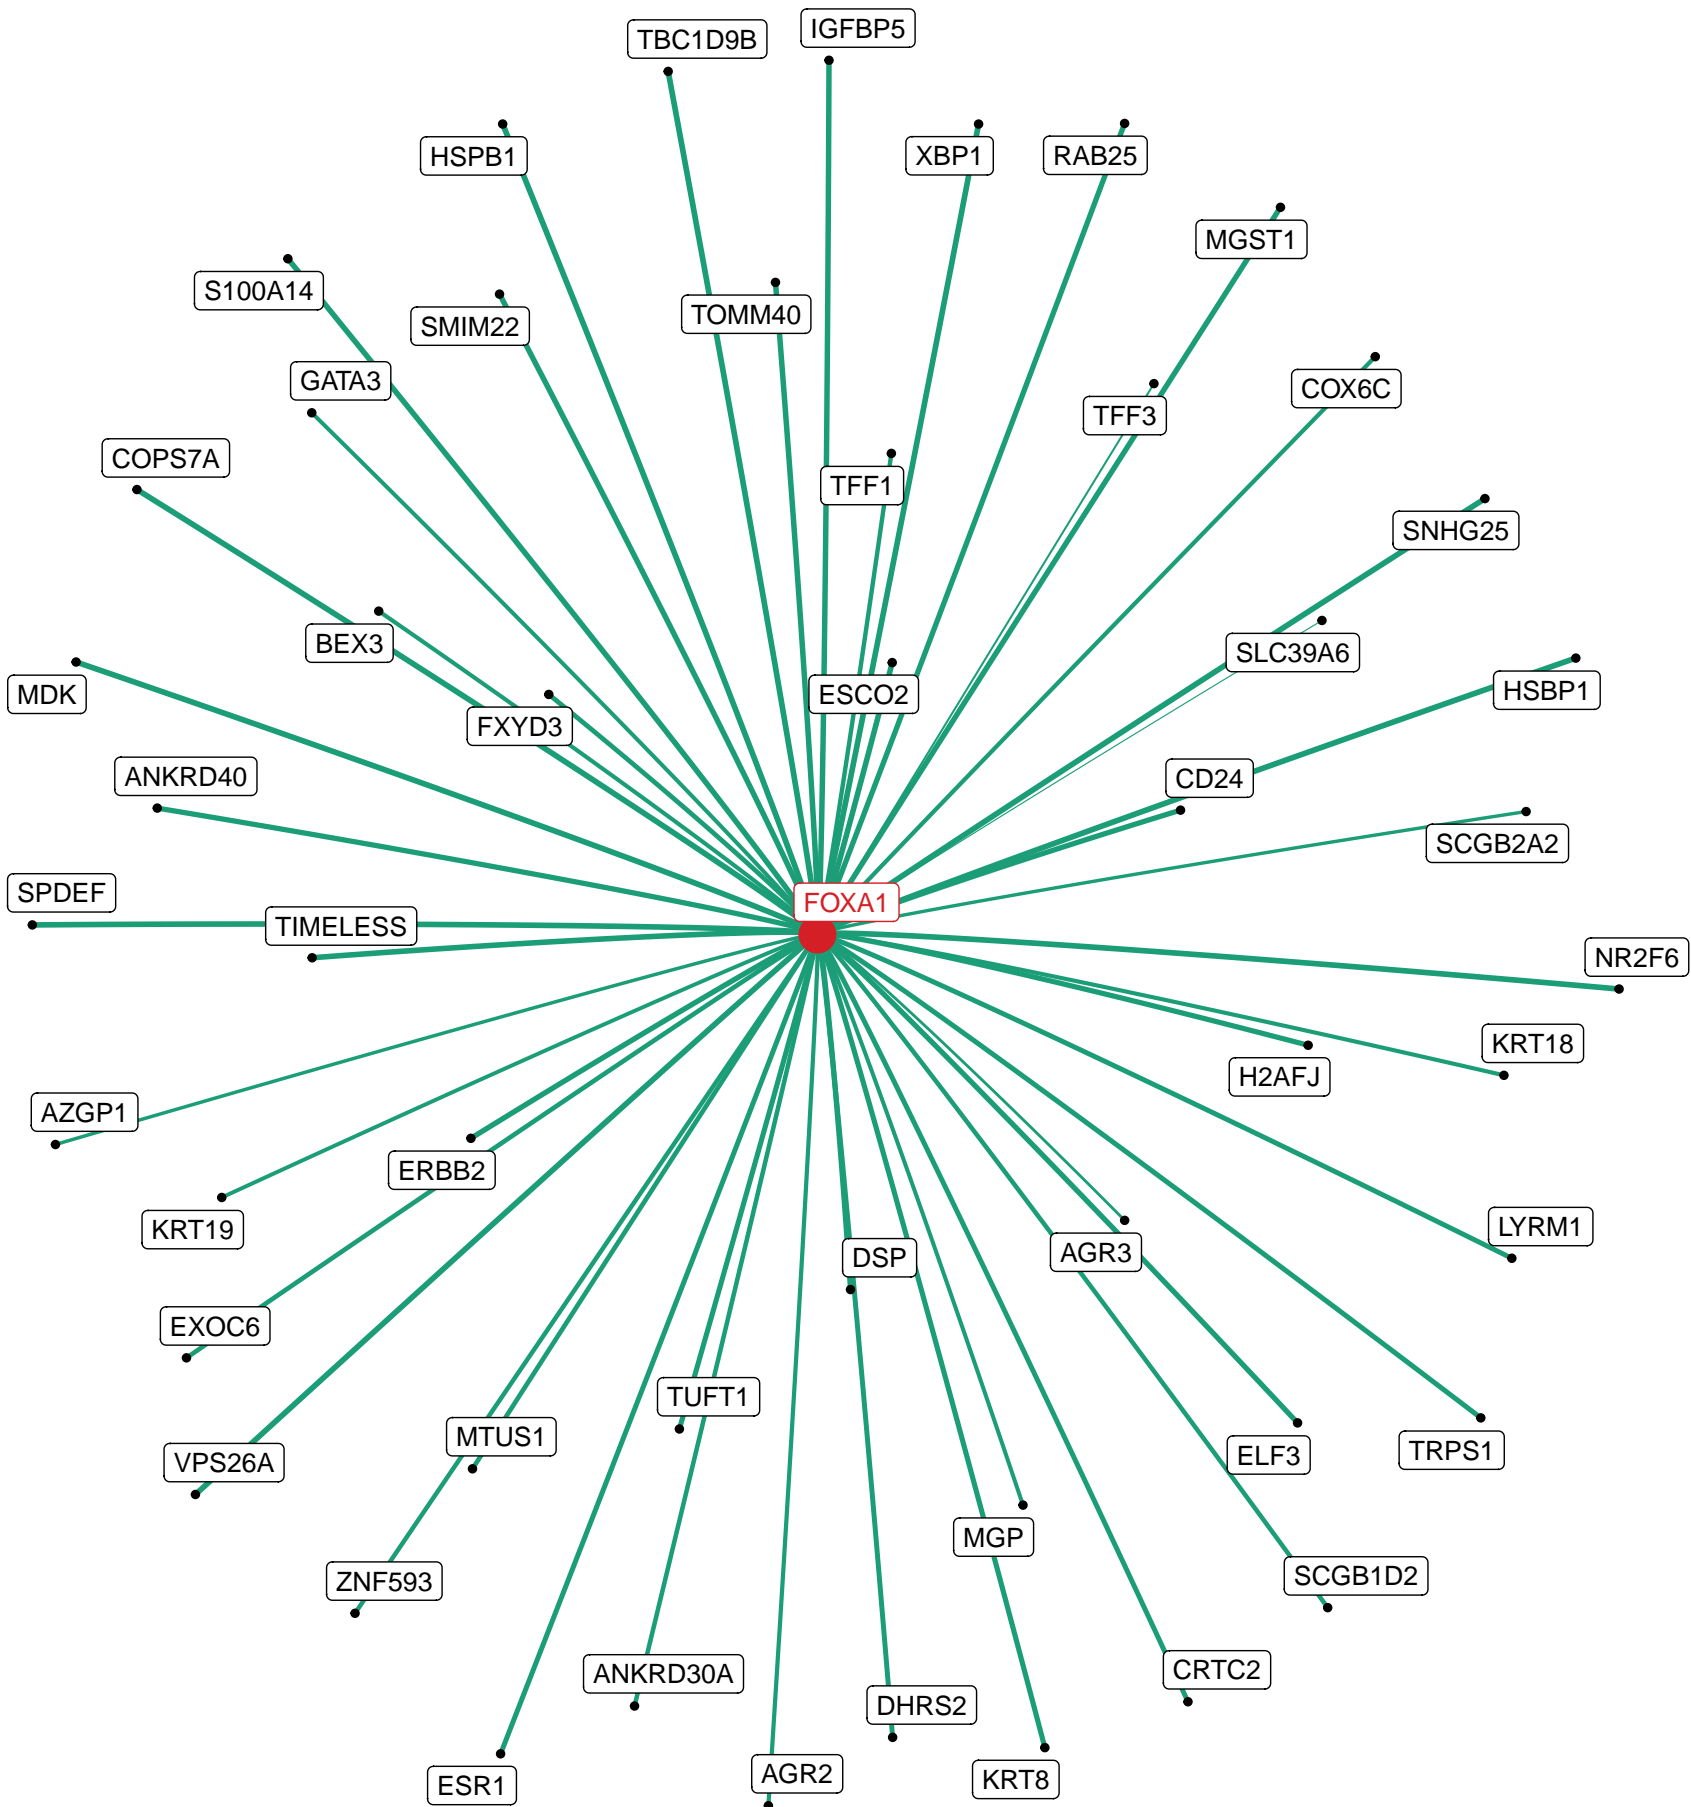 IGFBP5
TBC1D9B
HSPB1
XBP1
RAB25
MGST1
S100A14
TOMM40
SMIM22
GATA3
COX6C
TFF3
COPS7A
TFF1
SNHG25
BEX3
SLC39A6
HSBP1
MDK
ESCO2
FXYD3
ANKRD40
CD24
SCGB2A2
SPDEF
FOXA1
TIMELESS
NR2F6
KRT18
H2AFJ
AZGP1
ERBB2
KRT19
LYRM1
AGR3
DSP
EXOC6
TUFT1
MTUS1
TRPS1
ELF3
VPS26A
MGP
SCGB1D2
ZNF593
CRTC2
ANKRD30A
DHRS2
AGR2
KRT8
ESR1